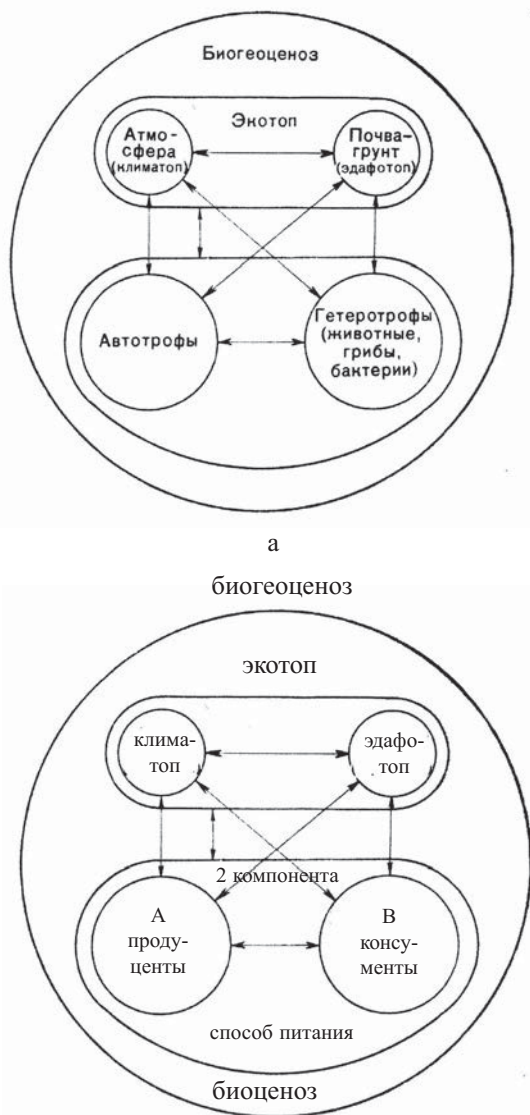 Биогеоценоз
Экотоп
Атмо-
сфера
(климатоп)
Почва-
грунт
(эдафотоп)
Автотрофы
Гетеротрофы
(животные,
грибы,
бактерии)
а
биогеоценоз
экотоп
клима-
топ
эдафо-
топ
2 компонента
А
проду-
центы
В
консу-
менты
способ питания
биоценоз